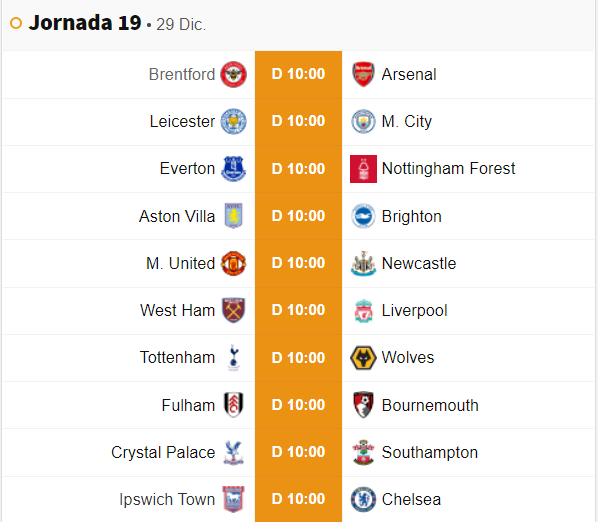 Jornada 19 • 29 Dic.
Brentford D 10:00 Arsenal
Leicester D 10:00 M. City
Everton D 10:00 Nottingham Forest
Aston Villa D 10:00 Brighton
M. United D 10:00 Newcastle
West Ham D 10:00 Liverpool
Tottenham D 10:00 Wolves
Fulham D 10:00 Bournemouth
Crystal Palace D 10:00 Southampton
Ipswich Town D 10:00 Chelsea